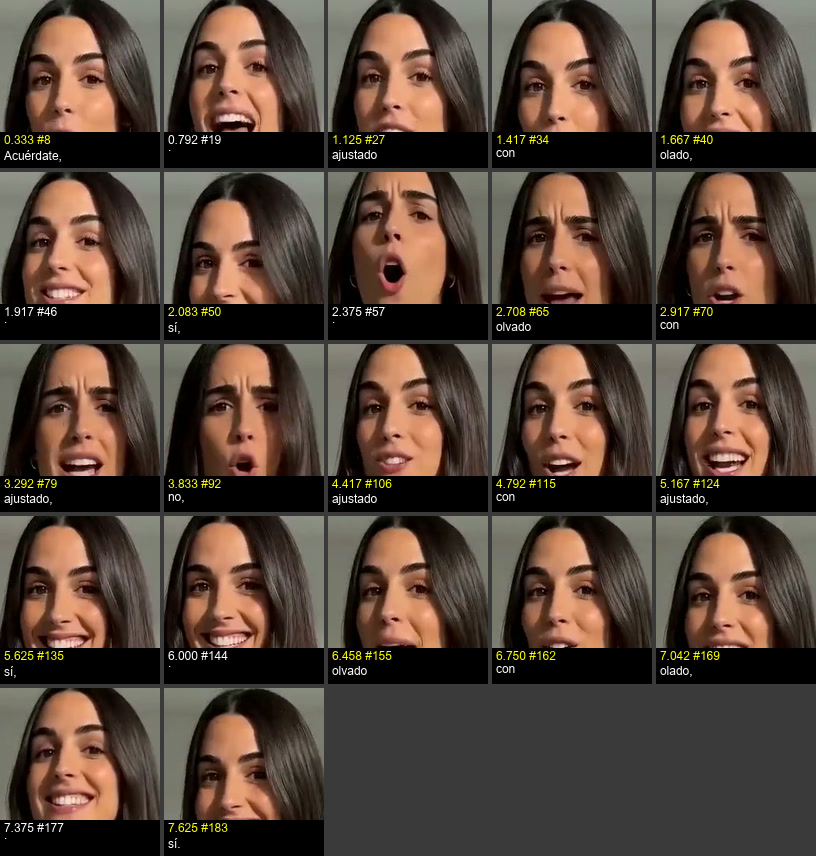 0.333 #8
Acuérdate,
0.792 #19
.
1.125 #27
ajustado
1.417 #34
con
1.667 #40
olado,
1.917 #46
.
2.083 #50
sí,
2.375 #57
.
2.708 #65
olvado
2.917 #70
con
3.292 #79
ajustado,
3.833 #92
no,
4.417 #106
ajustado
4.792 #115
con
5.167 #124
ajustado,
5.625 #135
sí,
6.000 #144
.
6.458 #155
olvado
6.750 #162
con
7.042 #169
olado,
7.375 #177
.
7.625 #183
sí.